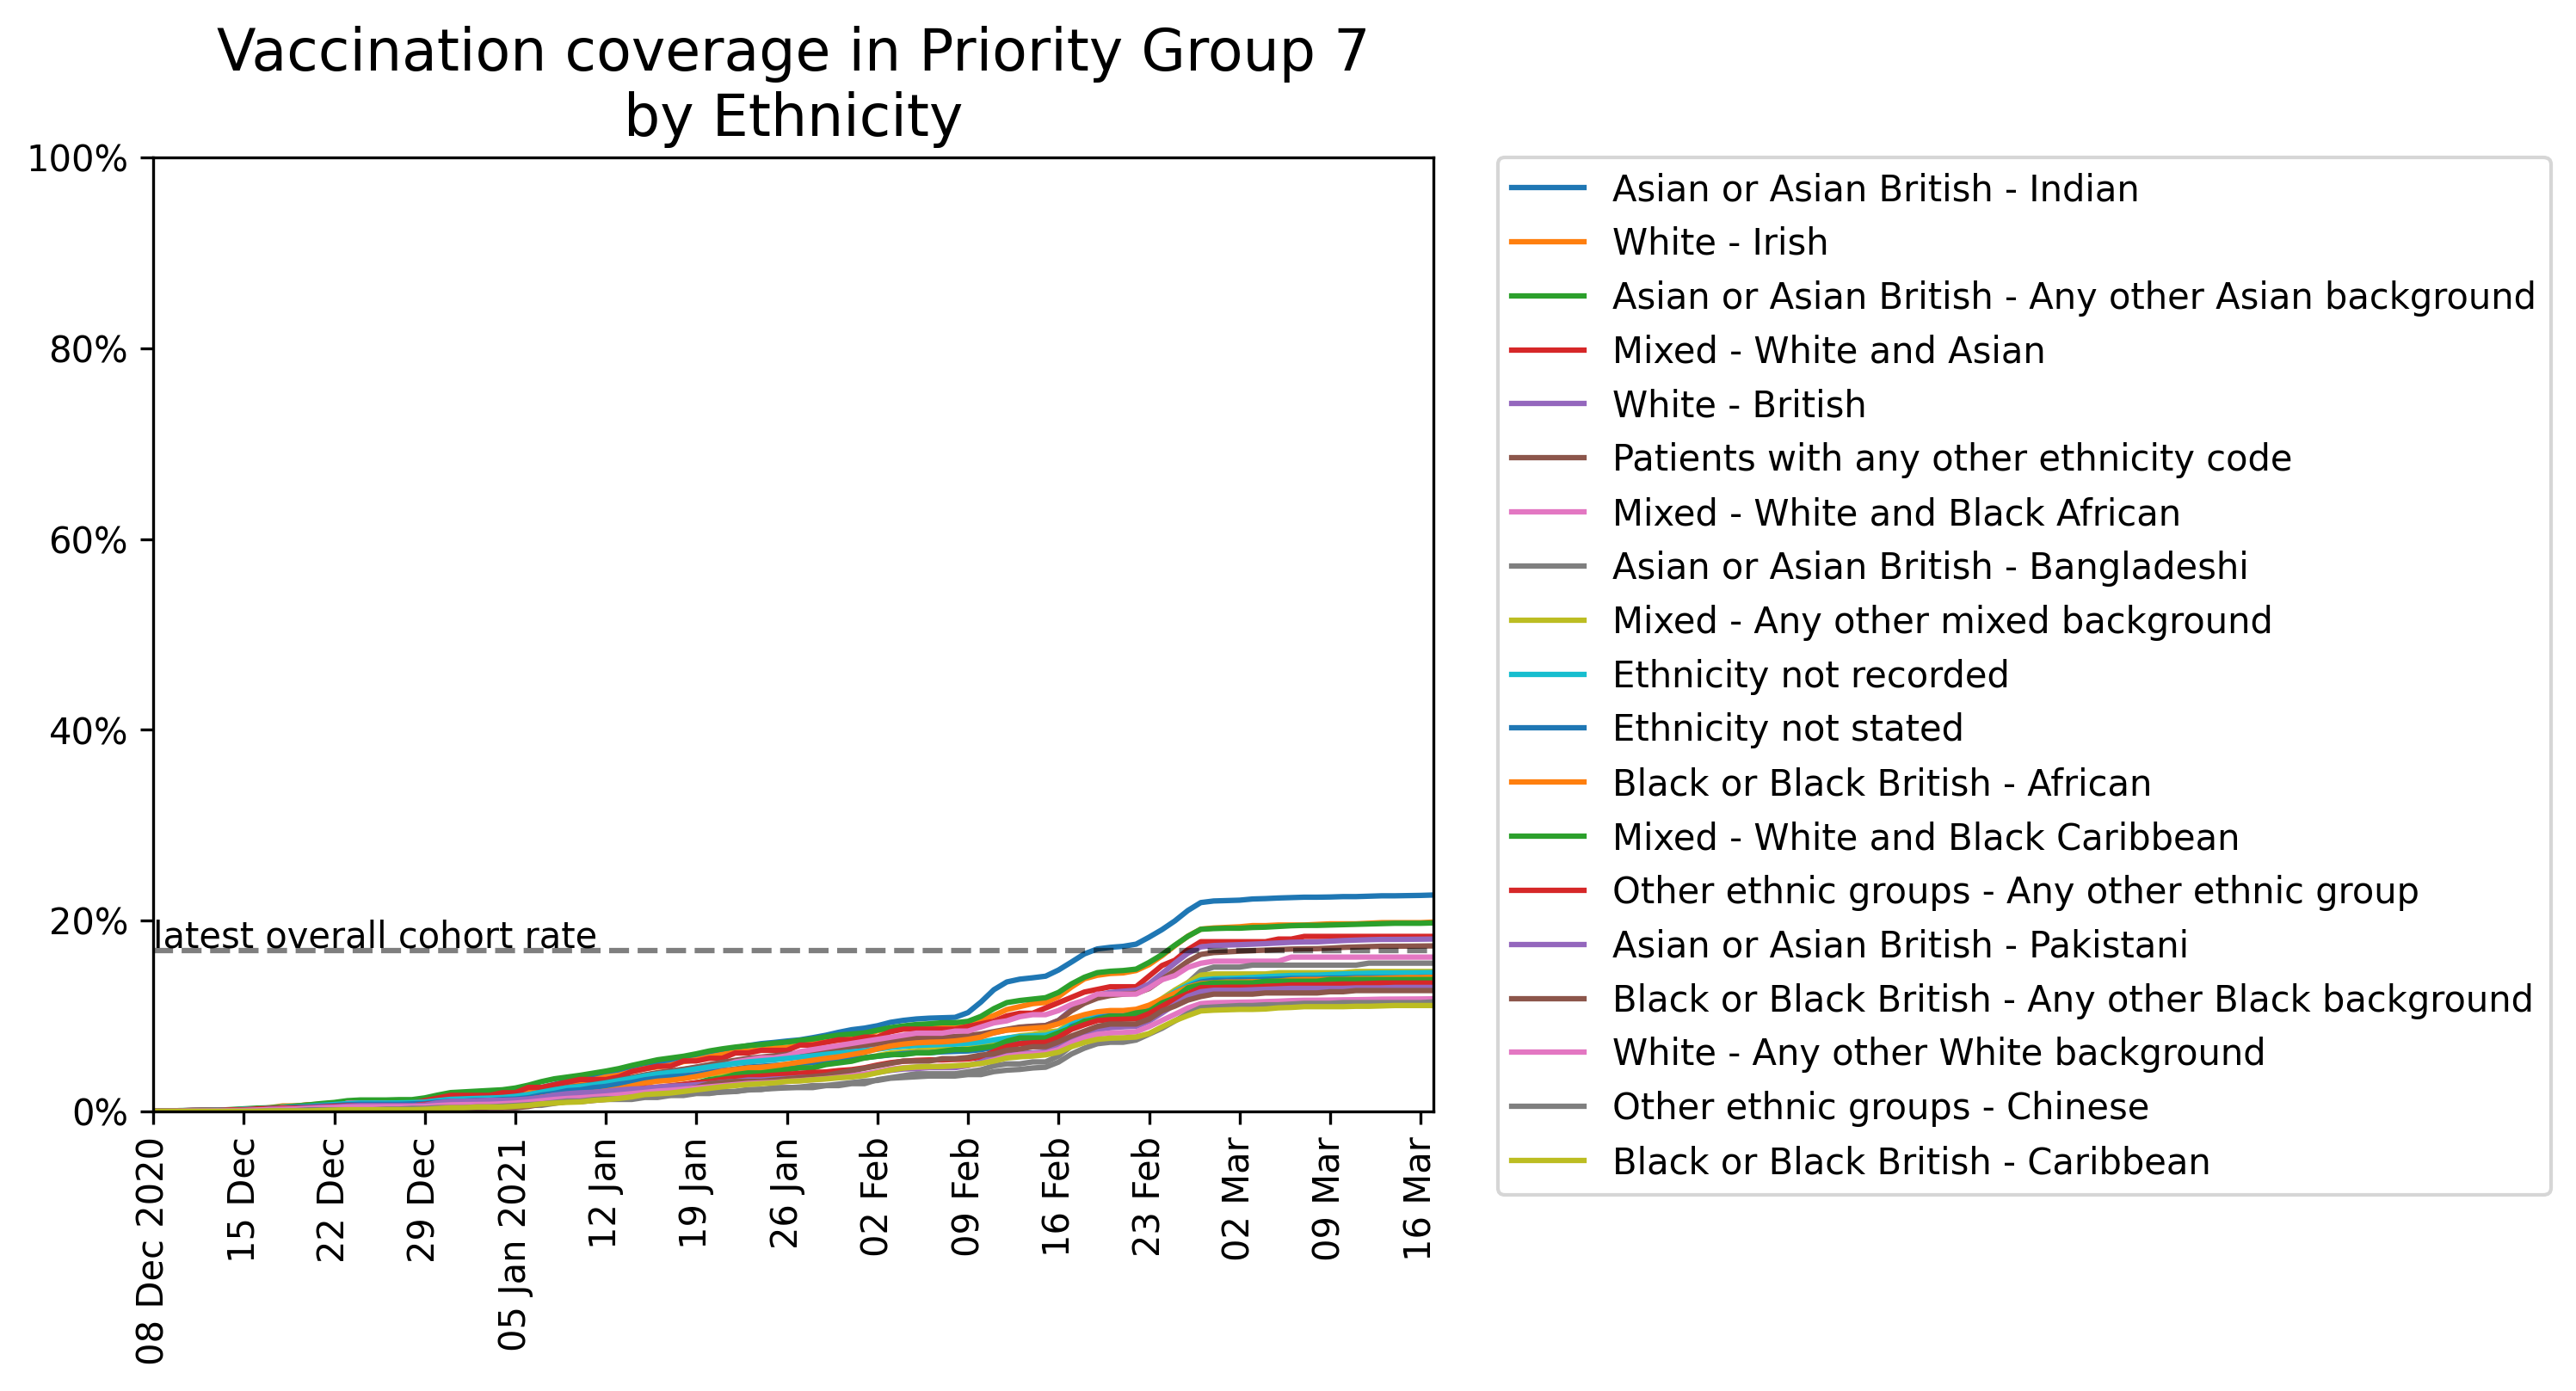 Vaccination coverage in Priority Group 7
by Ethnicity
100%
80%
60%
40%
20%
0%
latest overall cohort rate
08 Dec 2020
15 Dec
22 Dec
29 Dec
05 Jan 2021
12 Jan
19 Jan
26 Jan
02 Feb
09 Feb
16 Feb
23 Feb
02 Mar
09 Mar
16 Mar
Asian or Asian British - Indian
White - Irish
Asian or Asian British - Any other Asian background
Mixed - White and Asian
White - British
Patients with any other ethnicity code
Mixed - White and Black African
Asian or Asian British - Bangladeshi
Mixed - Any other mixed background
Ethnicity not recorded
Ethnicity not stated
Black or Black British - African
Mixed - White and Black Caribbean
Other ethnic groups - Any other ethnic group
Asian or Asian British - Pakistani
Black or Black British - Any other Black background
White - Any other White background
Other ethnic groups - Chinese
Black or Black British - Caribbean